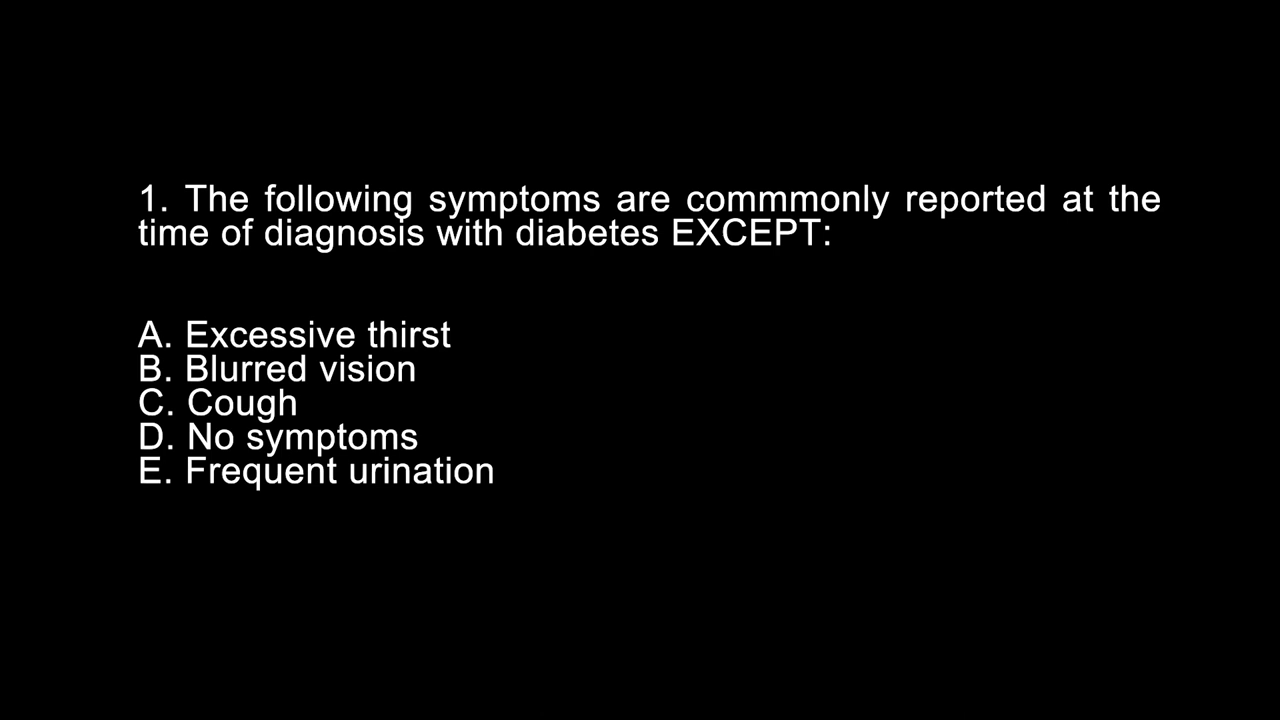 1. The following symptoms are commmonly reported at the
time of diagnosis with diabetes EXCEPT:
A. Excessive thirst
B. Blurred vision
C. Cough
D. No symptoms
E. Frequent urination